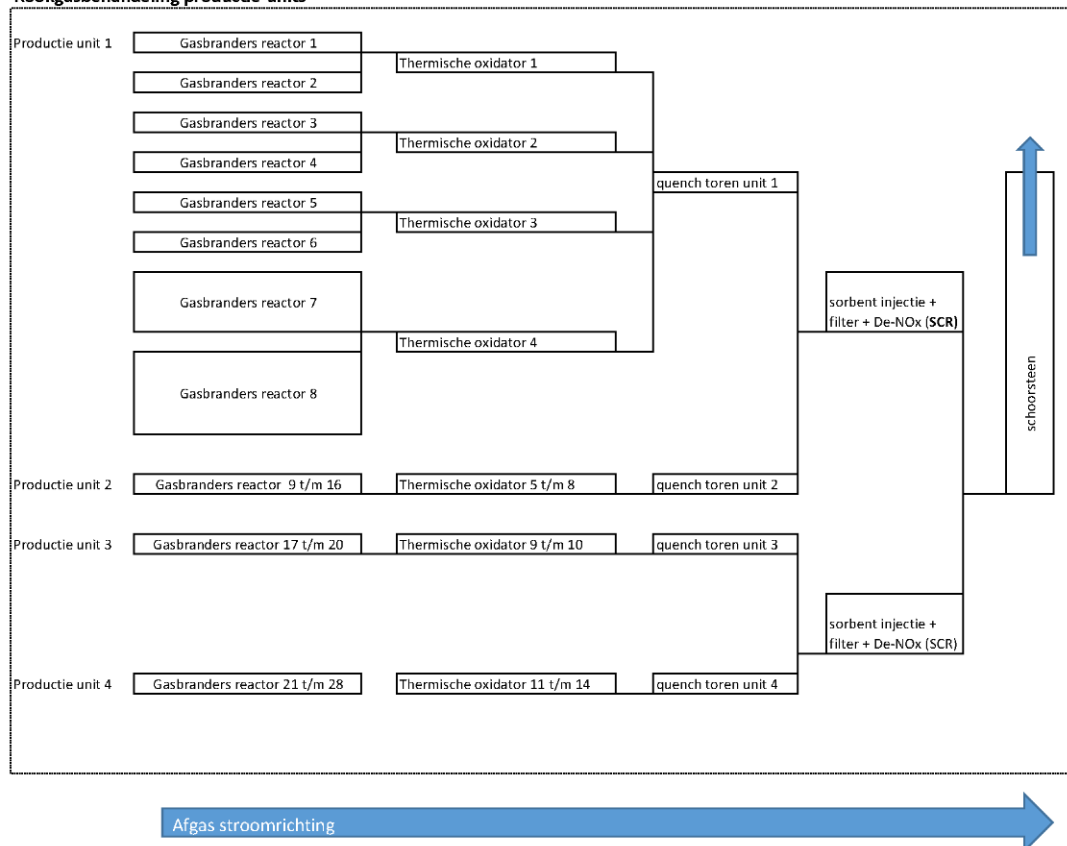 Rookgasbehandeling productie-units
Productie unit 1
Gasbranders reactor 1
Thermische oxidator 1
Gasbranders reactor 2
Gasbranders reactor 3
Thermische oxidator 2
Gasbranders reactor 4
quench toren unit 1
Gasbranders reactor 5
Thermische oxidator 3
Gasbranders reactor 6
Gasbranders reactor 7
sorbent injectie +
filter + De-NOx (SCR)
Thermische oxidator 4
Gasbranders reactor 8
schoorsteen
Productie unit 2
Gasbranders reactor 9 t/m 16
Thermische oxidator 5 t/m 8
quench toren unit 2
Productie unit 3
Gasbranders reactor 17 t/m 20
Thermische oxidator 9 t/m 10
quench toren unit 3
sorbent injectie +
filter + De-NOx (SCR)
Productie unit 4
Gasbranders reactor 21 t/m 28
Thermische oxidator 11 t/m 14
quench toren unit 4
Afgas stroomrichting